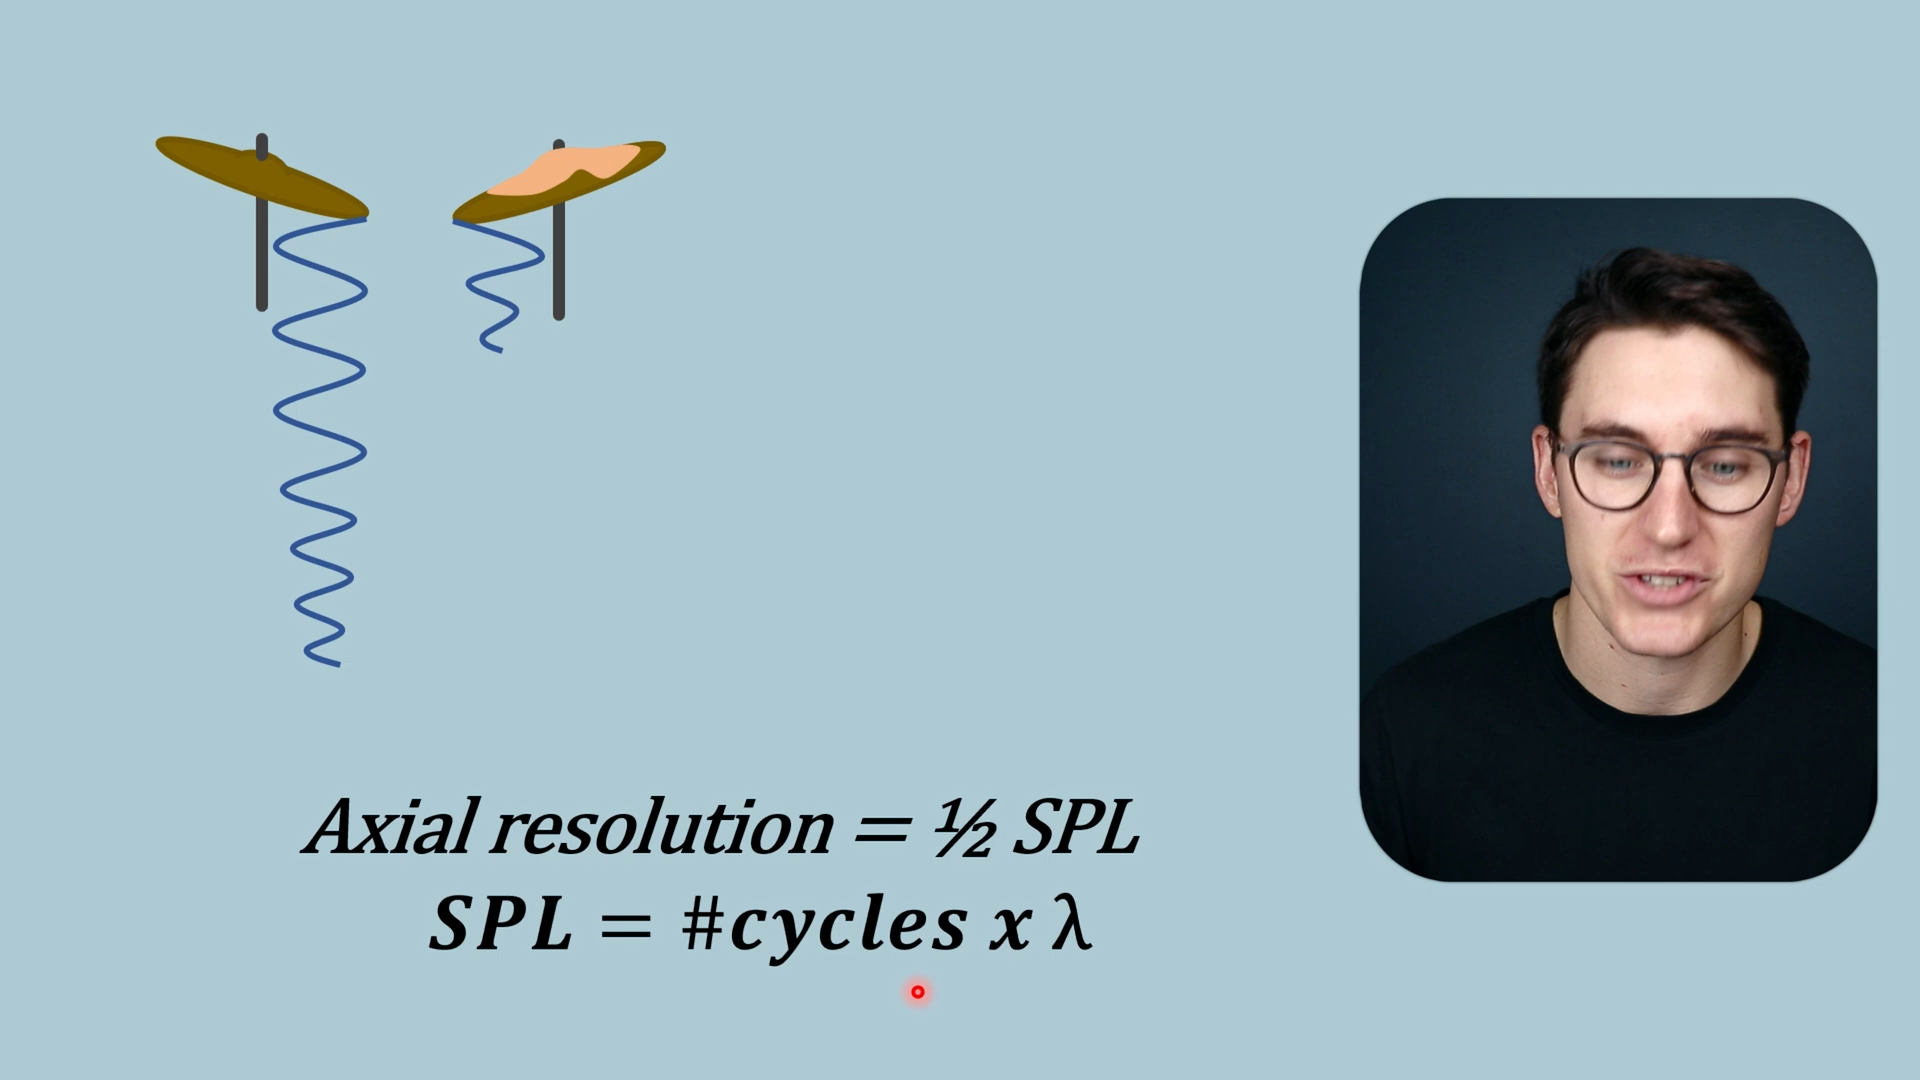 Axial resolution = ½ SPL
SPL = #cycles x λ